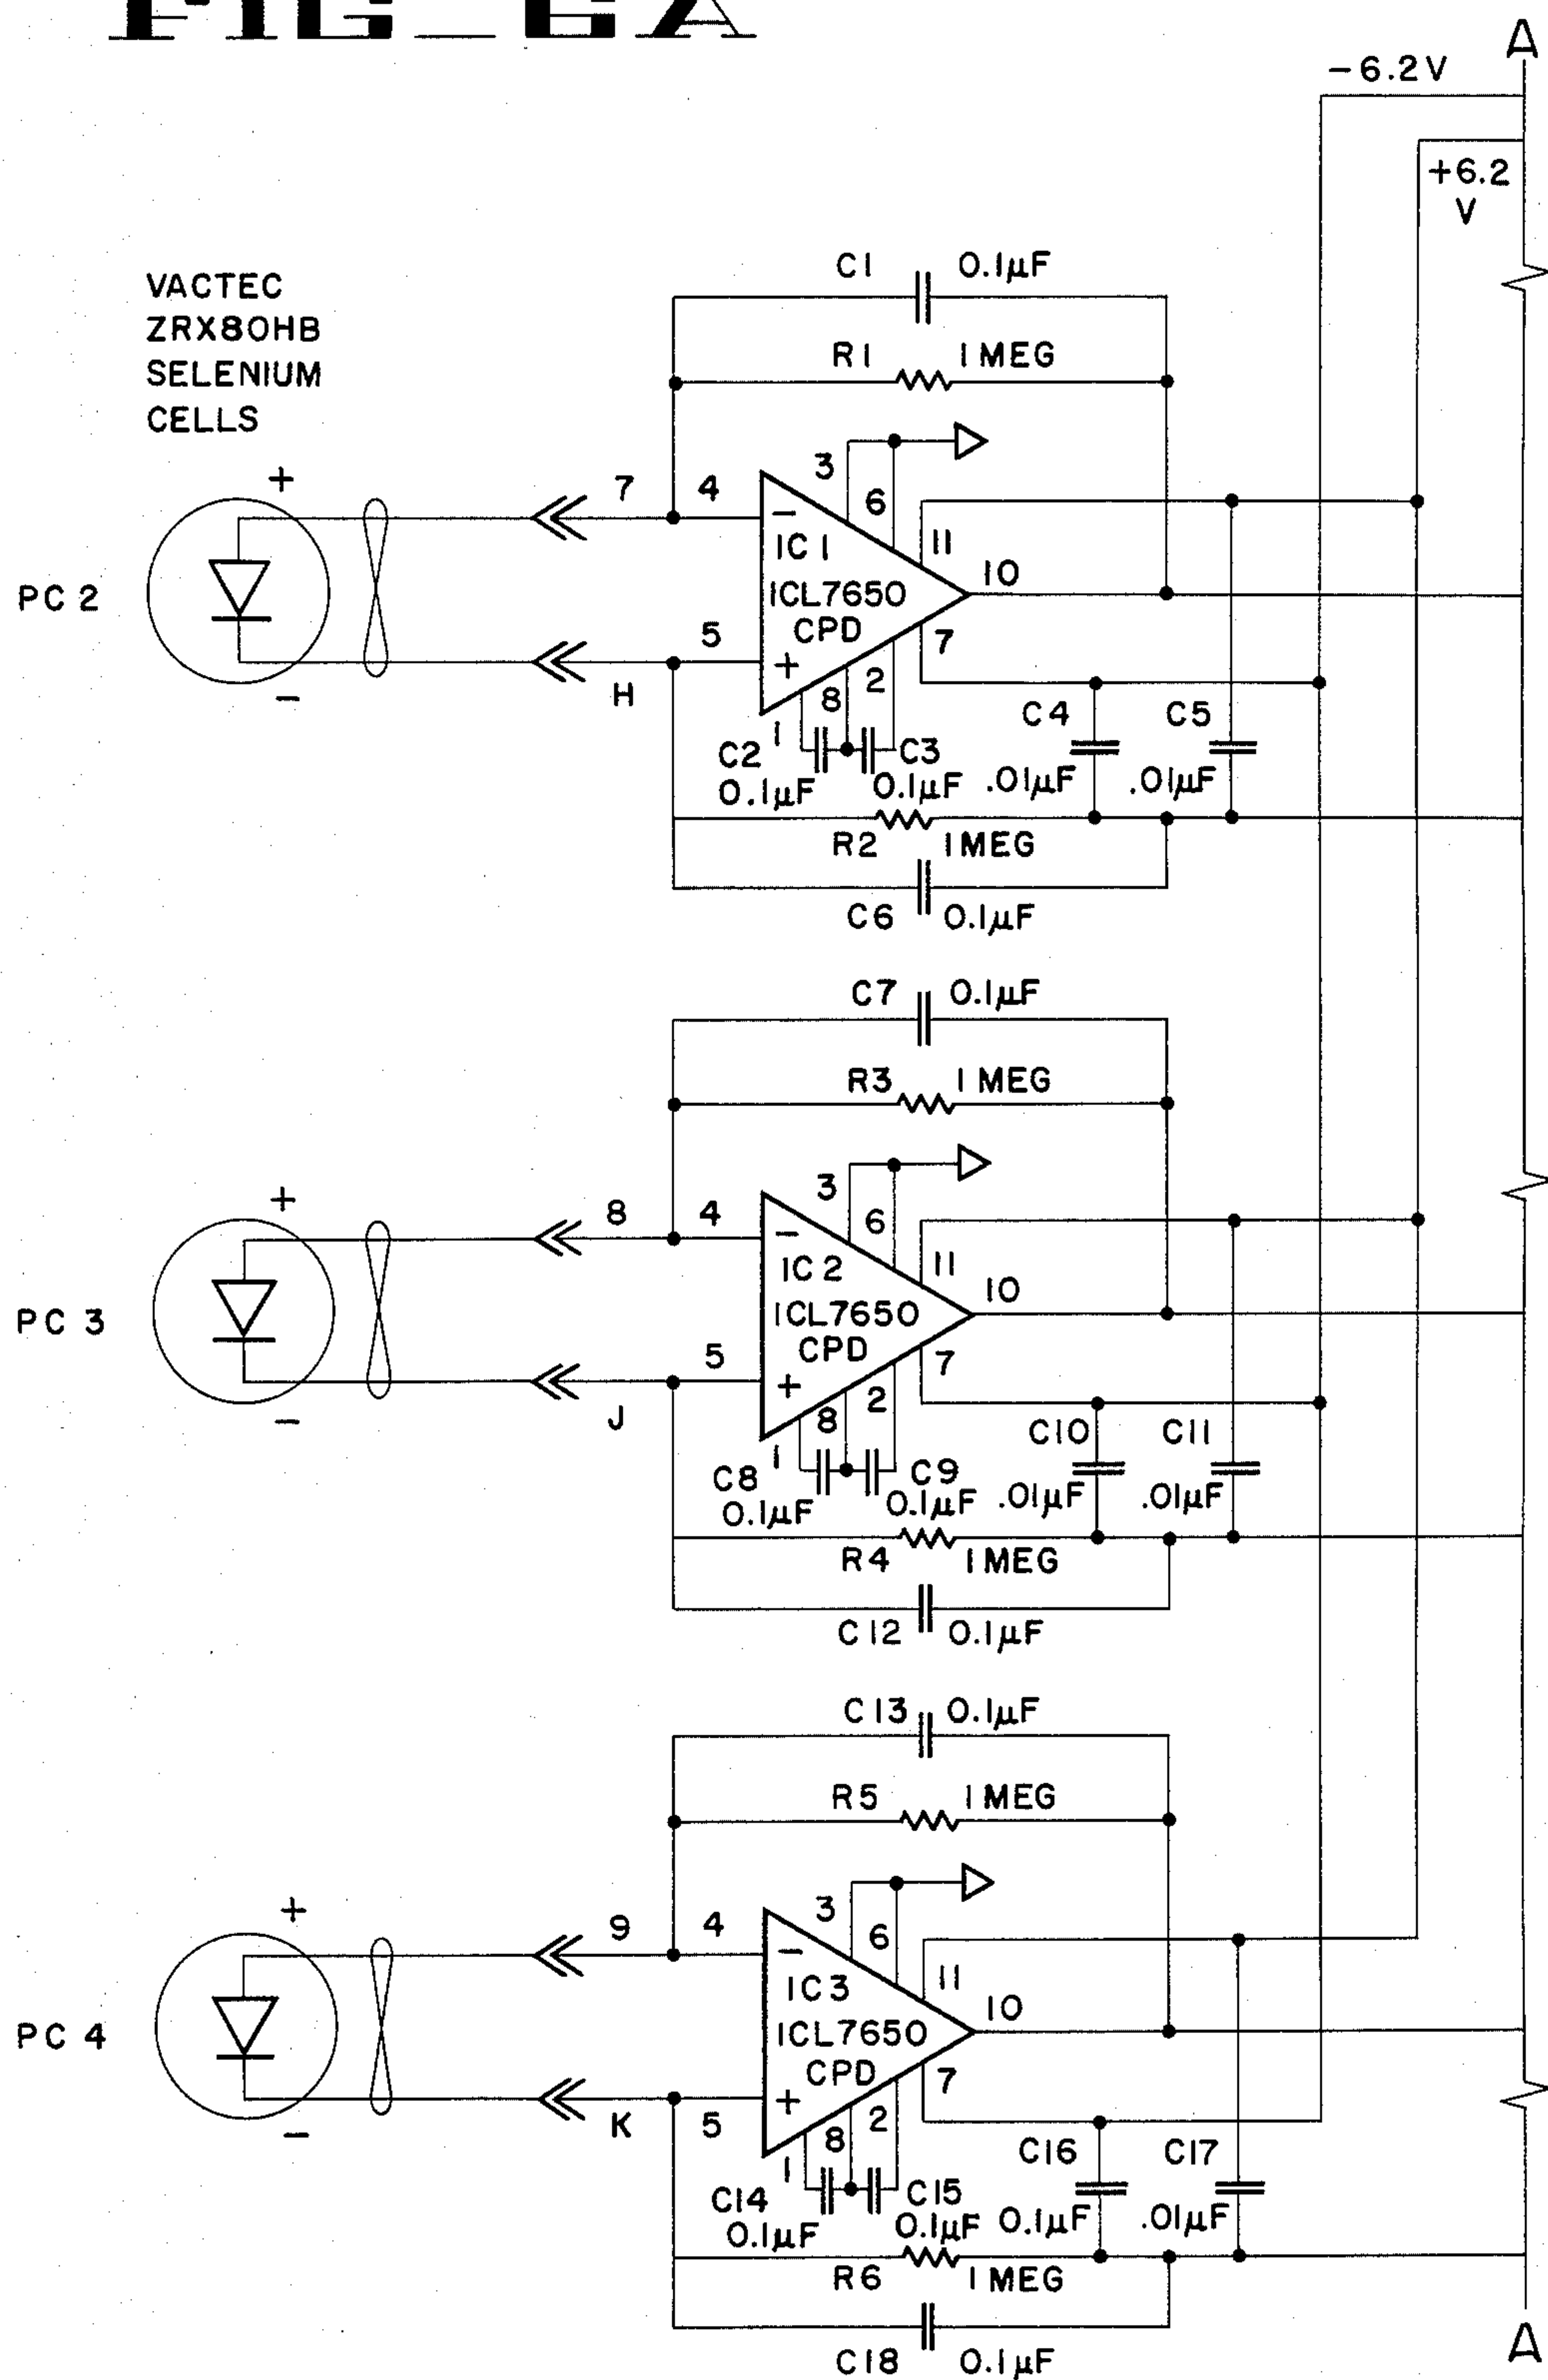 FIG_6A
A
-6.2V
+6.2
V
VACTEC
ZRX80HB
SELENIUM
CELLS
C1 0.1µF
R1 1 MEG
+
7 4
3
6
-
IC1
ICL7650
CPD
+
11
10
PC 2
5
H
-
7
2
8
1
C2
0.1µF
C3
0.1µF
C4
.01µF
C5
.01µF
R2 1MEG
C6 0.1µF
C7 0.1µF
R3 1 MEG
+
8 4
3
6
-
IC2
ICL7650
CPD
+
11
10
PC 3
5
J
-
7
2
8
1
C8
0.1µF
C9
0.1µF
C10
.01µF
C11
.01µF
R4 1MEG
C12 0.1µF
C13 0.1µF
R5 1 MEG
+
9 4
3
6
-
IC3
ICL7650
CPD
+
11
10
PC 4
K 5
-
7
2
8
1
C14
0.1µF
C15
0.1µF
C16
0.1µF
C17
.01µF
R6 1MEG
C18 0.1µF
A